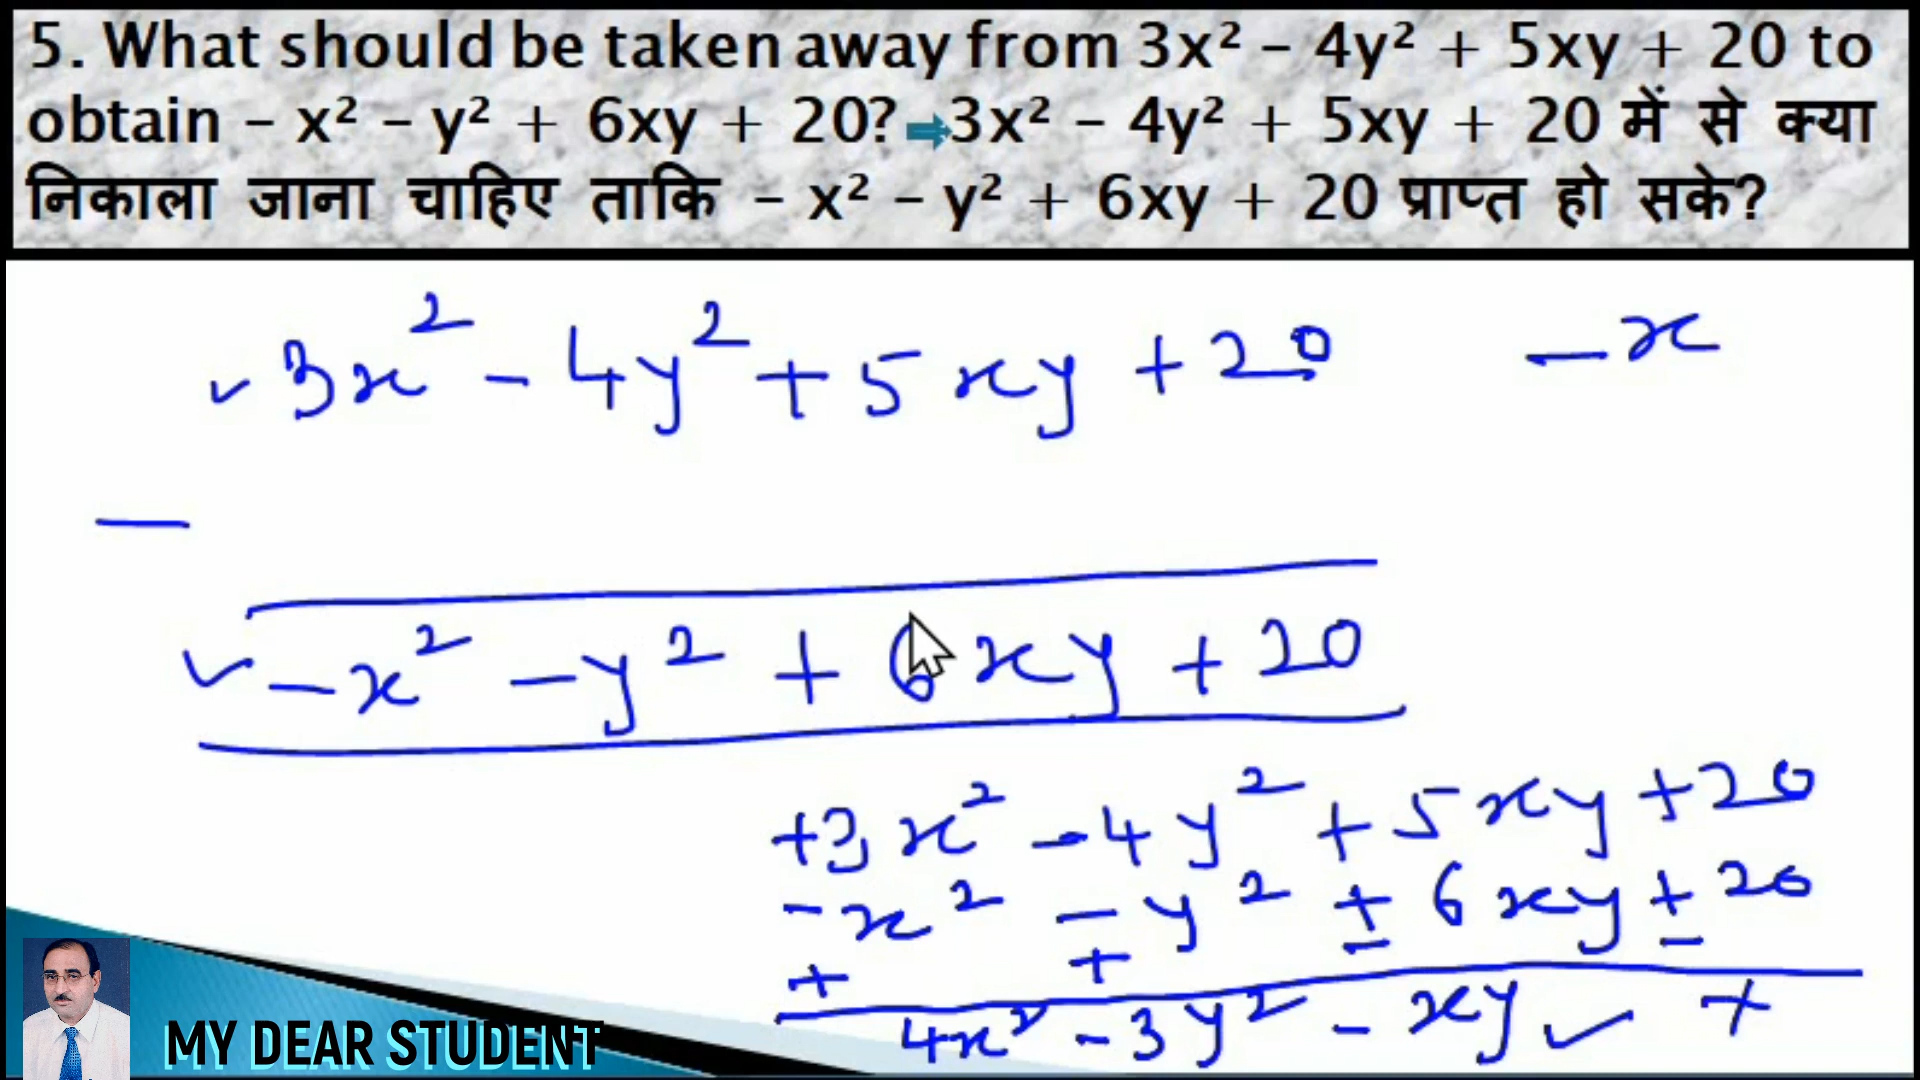 5. What should be taken away from 3x² – 4y² + 5xy + 20 to
obtain – x² – y² + 6xy + 20? ➡3x² – 4y² + 5xy + 20 में से क्या
निकाला जाना चाहिए ताकि – x² – y² + 6xy + 20 प्राप्त हो सके?
✓ 3x² - 4y² + 5xy + 20 - x
-
✓ - x² - y² + 6xy + 20
+3x² - 4y² + 5xy + 20
- x² - y² + 6xy + 20
+ + - -
4x² - 3y² - xy ✓ ×
MY DEAR STUDENT